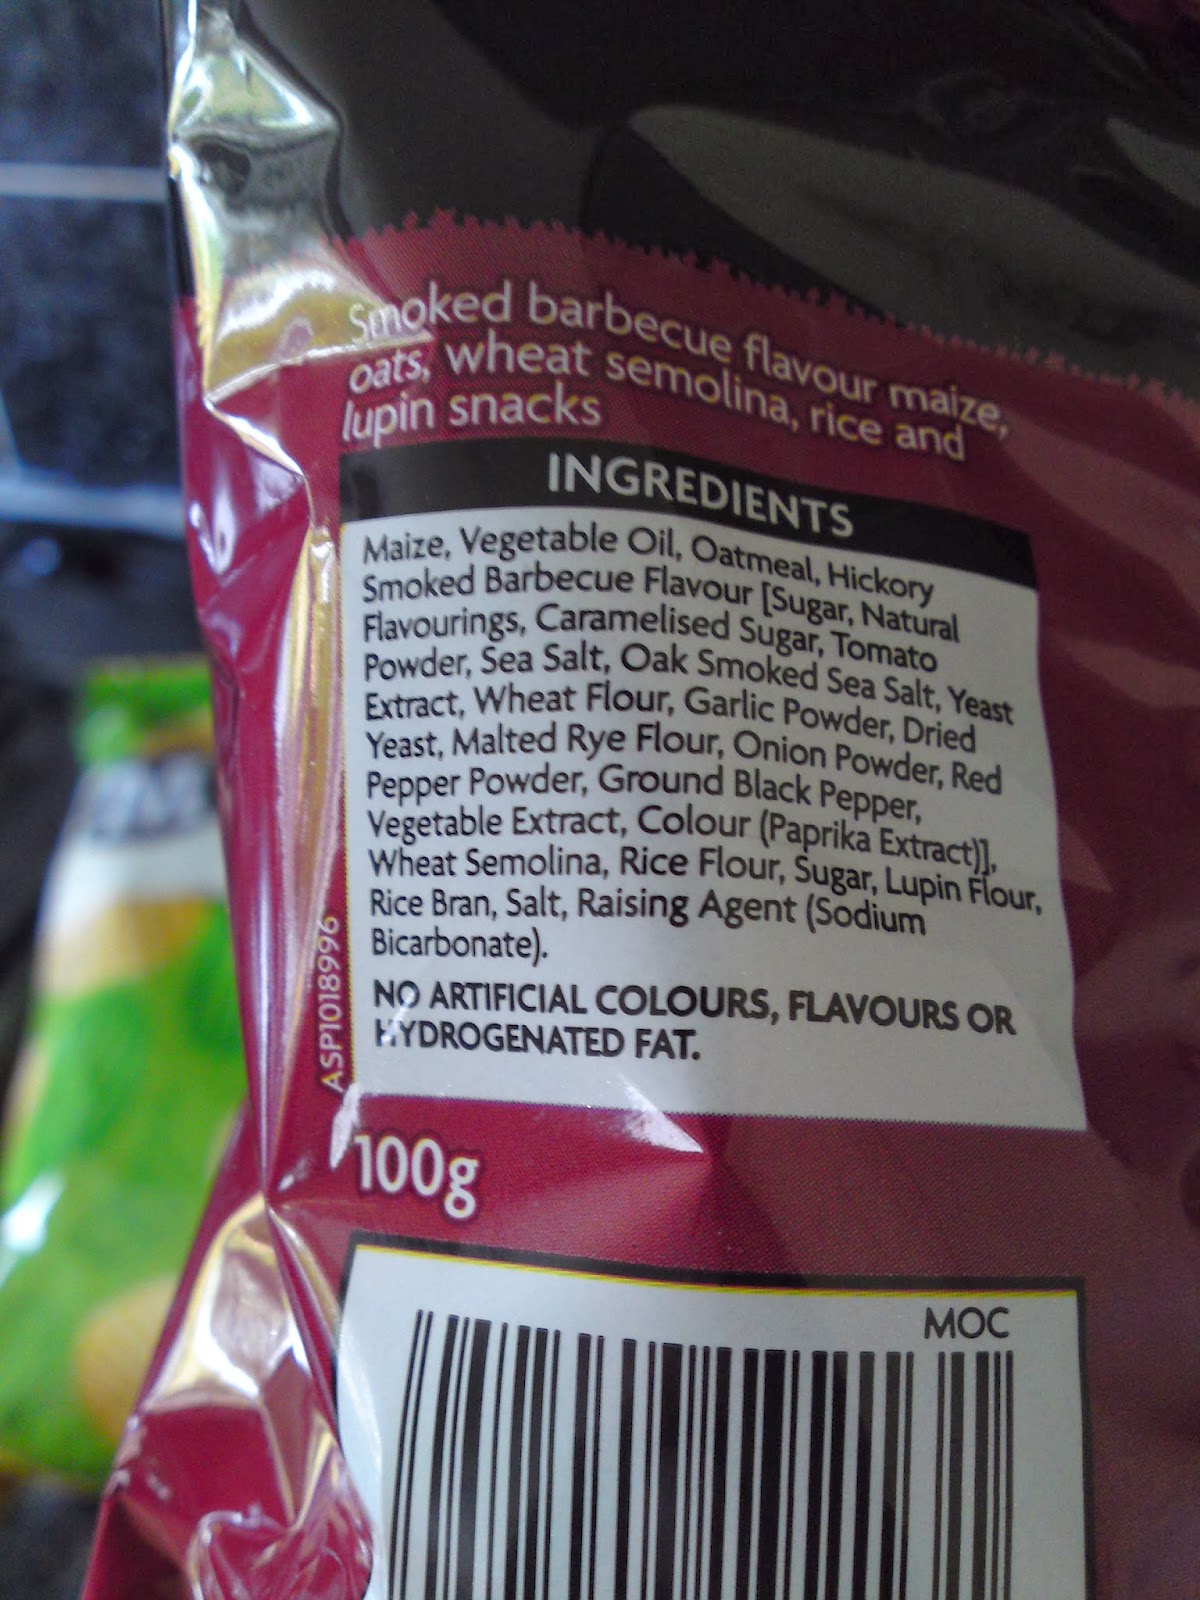 Smoked barbecue flavour maize,
oats, wheat semolina, rice and
lupin snacks
INGREDIENTS
Maize, Vegetable Oil, Oatmeal, Hickory
Smoked Barbecue Flavour [Sugar, Natural
Flavourings, Caramelised Sugar, Tomato
Powder, Sea Salt, Oak Smoked Sea Salt, Yeast
Extract, Wheat Flour, Garlic Powder, Dried
Yeast, Malted Rye Flour, Onion Powder, Red
Pepper Powder, Ground Black Pepper,
Vegetable Extract, Colour (Paprika Extract)],
Wheat Semolina, Rice Flour, Sugar, Lupin Flour,
Rice Bran, Salt, Raising Agent (Sodium
Bicarbonate).
NO ARTIFICIAL COLOURS, FLAVOURS OR
HYDROGENATED FAT.
ASP1018996
100g
MOC